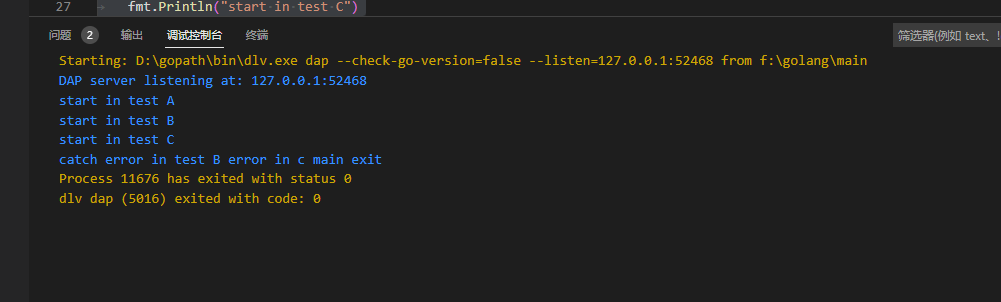 27 fmt.Println("start in test C")
问题 2 输出 调试控制台 终端 筛选器(例如 text、!
Starting: D:\gopath\bin\dlv.exe dap --check-go-version=false --listen=127.0.0.1:52468 from f:\golang\main
DAP server listening at: 127.0.0.1:52468
start in test A
start in test B
start in test C
catch error in test B error in c main exit
Process 11676 has exited with status 0
dlv dap (5016) exited with code: 0